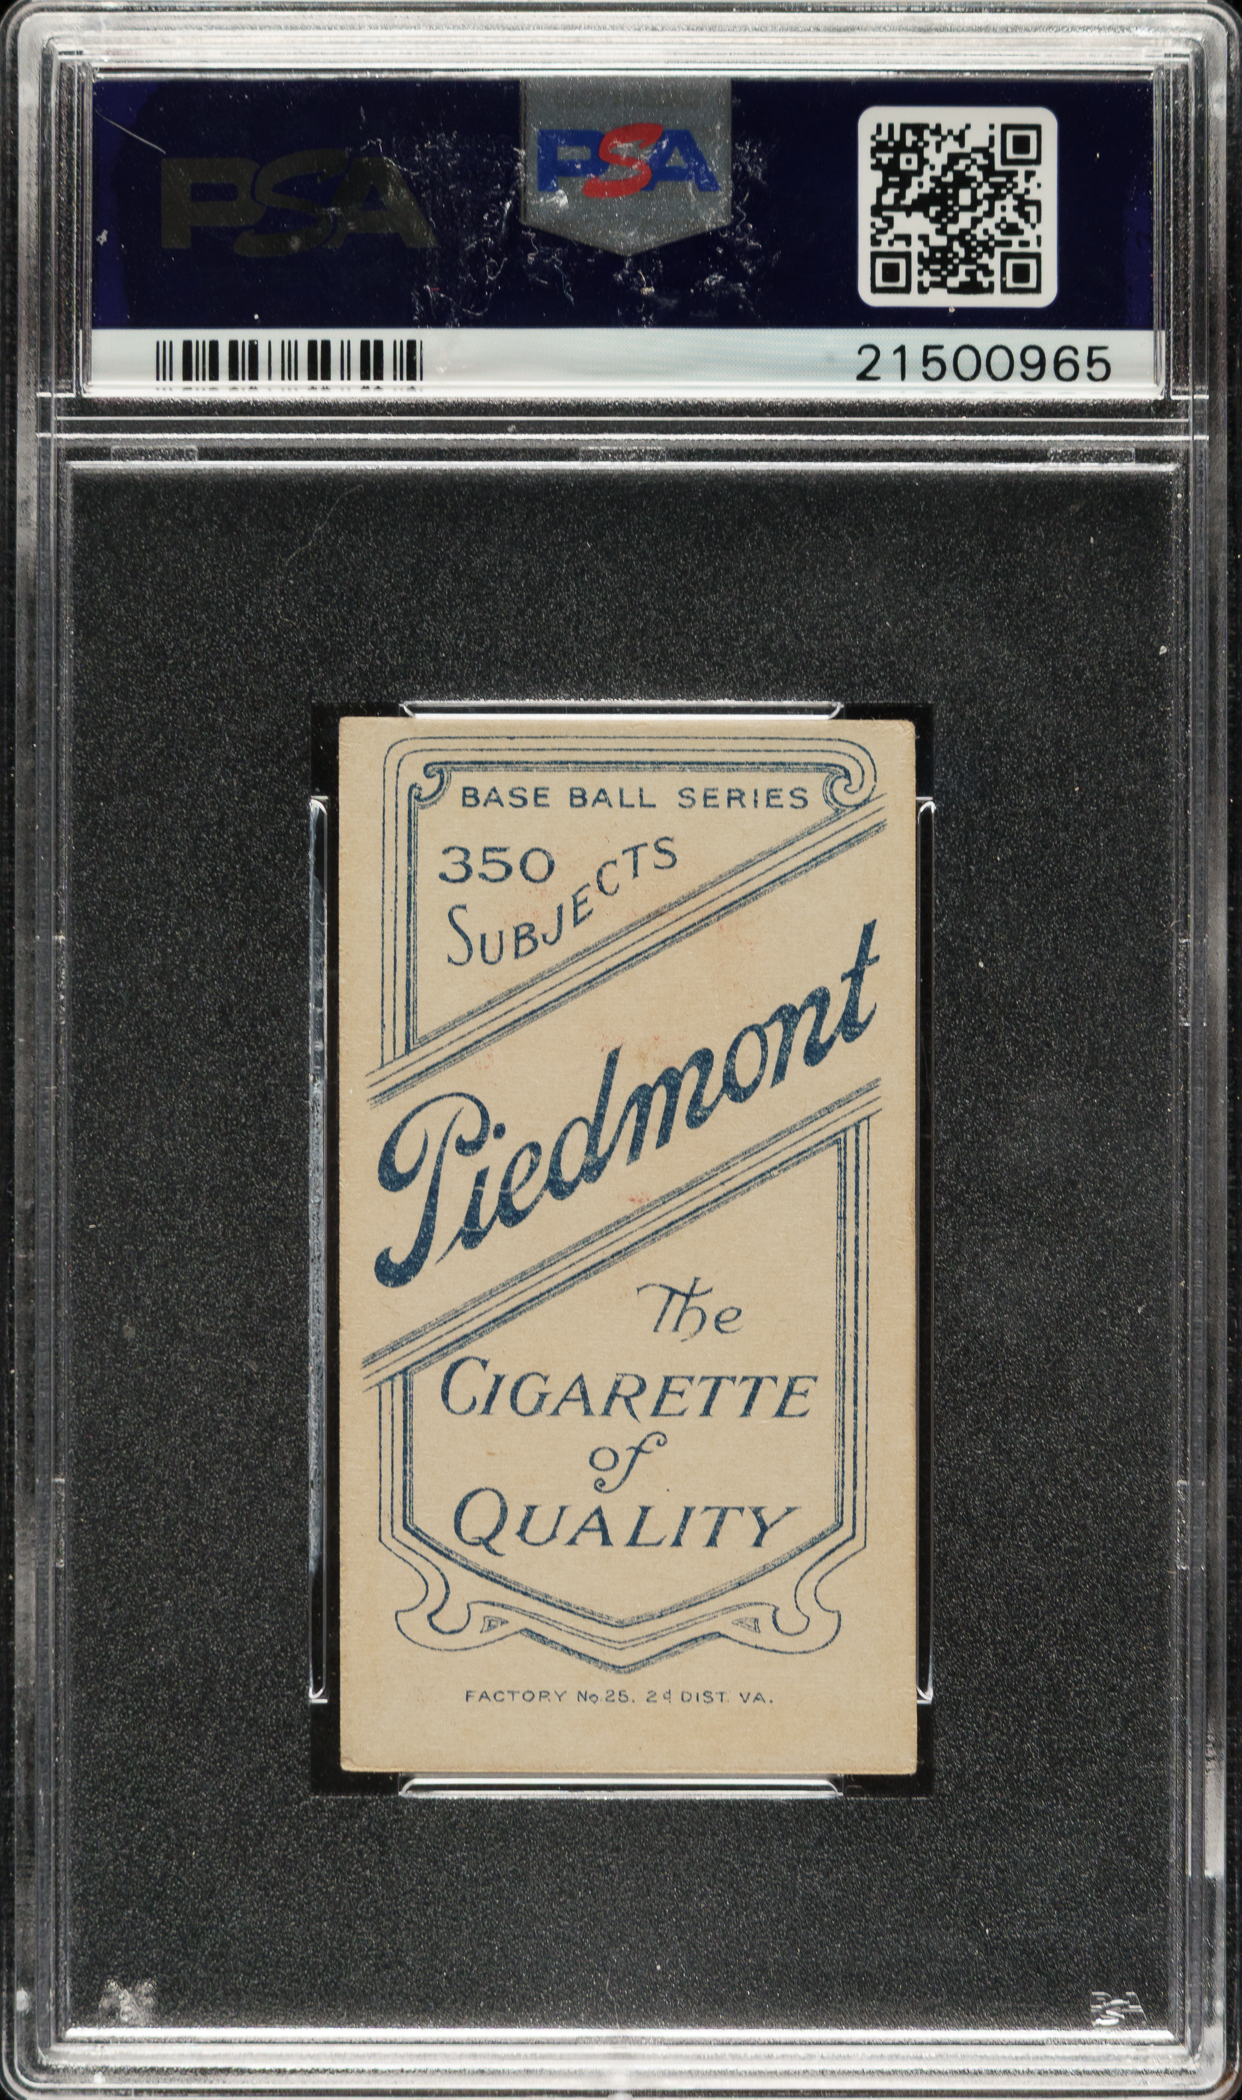 PSA
PSA
21500965
BASE BALL SERIES
350
SUBJECTS
Piedmont
The
CIGARETTE
of
QUALITY
FACTORY No. 25. 2d DIST. VA.
PSA